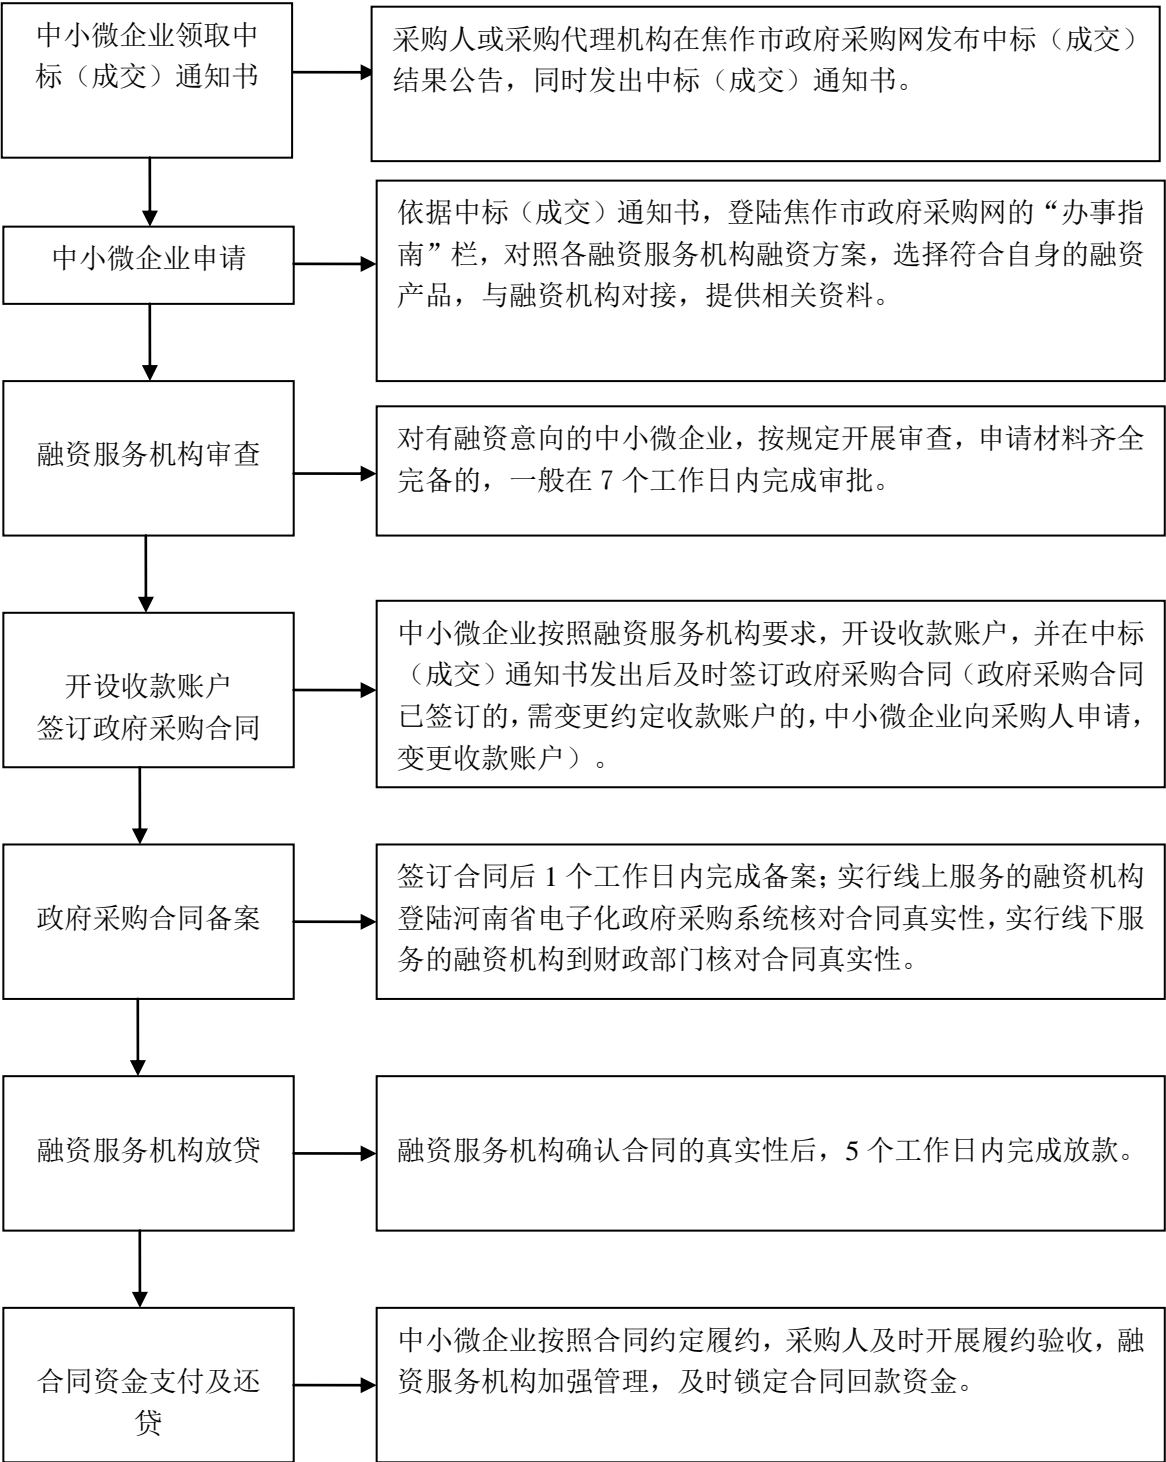 中小微企业领取中
标（成交）通知书
采购人或采购代理机构在焦作市政府采购网发布中标（成交）
结果公告，同时发出中标（成交）通知书。
中小微企业申请
依据中标（成交）通知书，登陆焦作市政府采购网的“办事指
南”栏，对照各融资服务机构融资方案，选择符合自身的融资
产品，与融资机构对接，提供相关资料。
融资服务机构审查
对有融资意向的中小微企业，按规定开展审查，申请材料齐全
完备的，一般在 7 个工作日内完成审批。
开设收款账户
签订政府采购合同
中小微企业按照融资服务机构要求，开设收款账户，并在中标
（成交）通知书发出后及时签订政府采购合同（政府采购合同
已签订的，需变更约定收款账户的，中小微企业向采购人申请，
变更收款账户）。
政府采购合同备案
签订合同后 1 个工作日内完成备案；实行线上服务的融资机构
登陆河南省电子化政府采购系统核对合同真实性，实行线下服
务的融资机构到财政部门核对合同真实性。
融资服务机构放贷
融资服务机构确认合同的真实性后，5 个工作日内完成放款。
合同资金支付及还
贷
中小微企业按照合同约定履约，采购人及时开展履约验收，融
资服务机构加强管理，及时锁定合同回款资金。